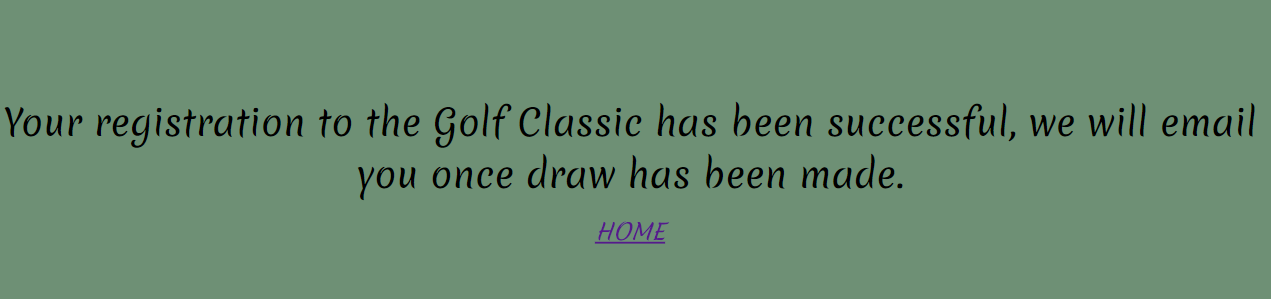 Your registration to the Golf Classic has been successful, we will email
you once draw has been made.
HOME